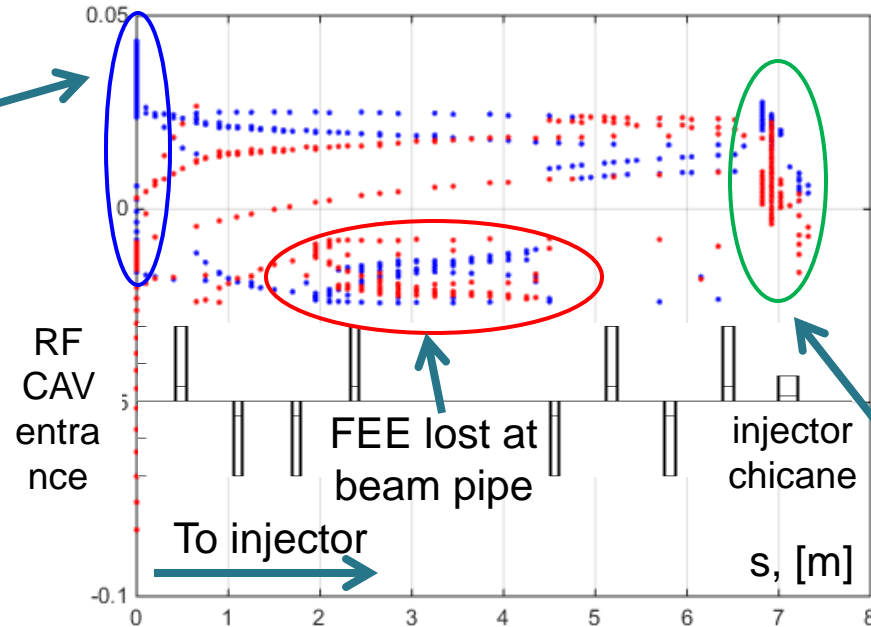 0.05
0
RF
CAV
entra
nce
5
FEE lost at
beam pipe
injector
chicane
To injector
s, [m]
-0.1
0 1 2 3 4 5 6 7 8